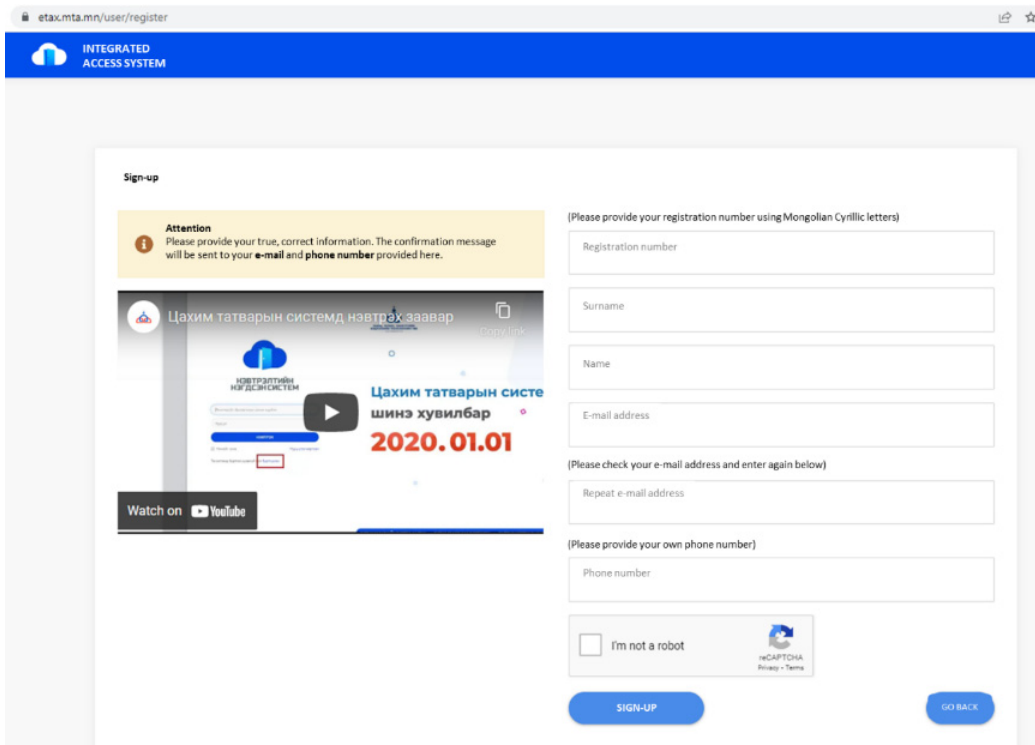 etax.mta.mn/user/register
INTEGRATED
ACCESS SYSTEM
Sign-up
Attention
Please provide your true, correct information. The confirmation message
will be sent to your e-mail and phone number provided here.
Цахим татварын системд нэвтрэх заавар
Copy link
НЭВТРЭЛТИЙН
НЭГДСЭН СИСТЕМ
Цахим татварын систе
шинэ хувилбар
2020.01.01
Watch on YouTube
(Please provide your registration number using Mongolian Cyrillic letters)
Registration number
Surname
Name
E-mail address
(Please check your e-mail address and enter again below)
Repeat e-mail address
(Please provide your own phone number)
Phone number
I'm not a robot
reCAPTCHA
Privacy - Terms
SIGN-UP
GO BACK